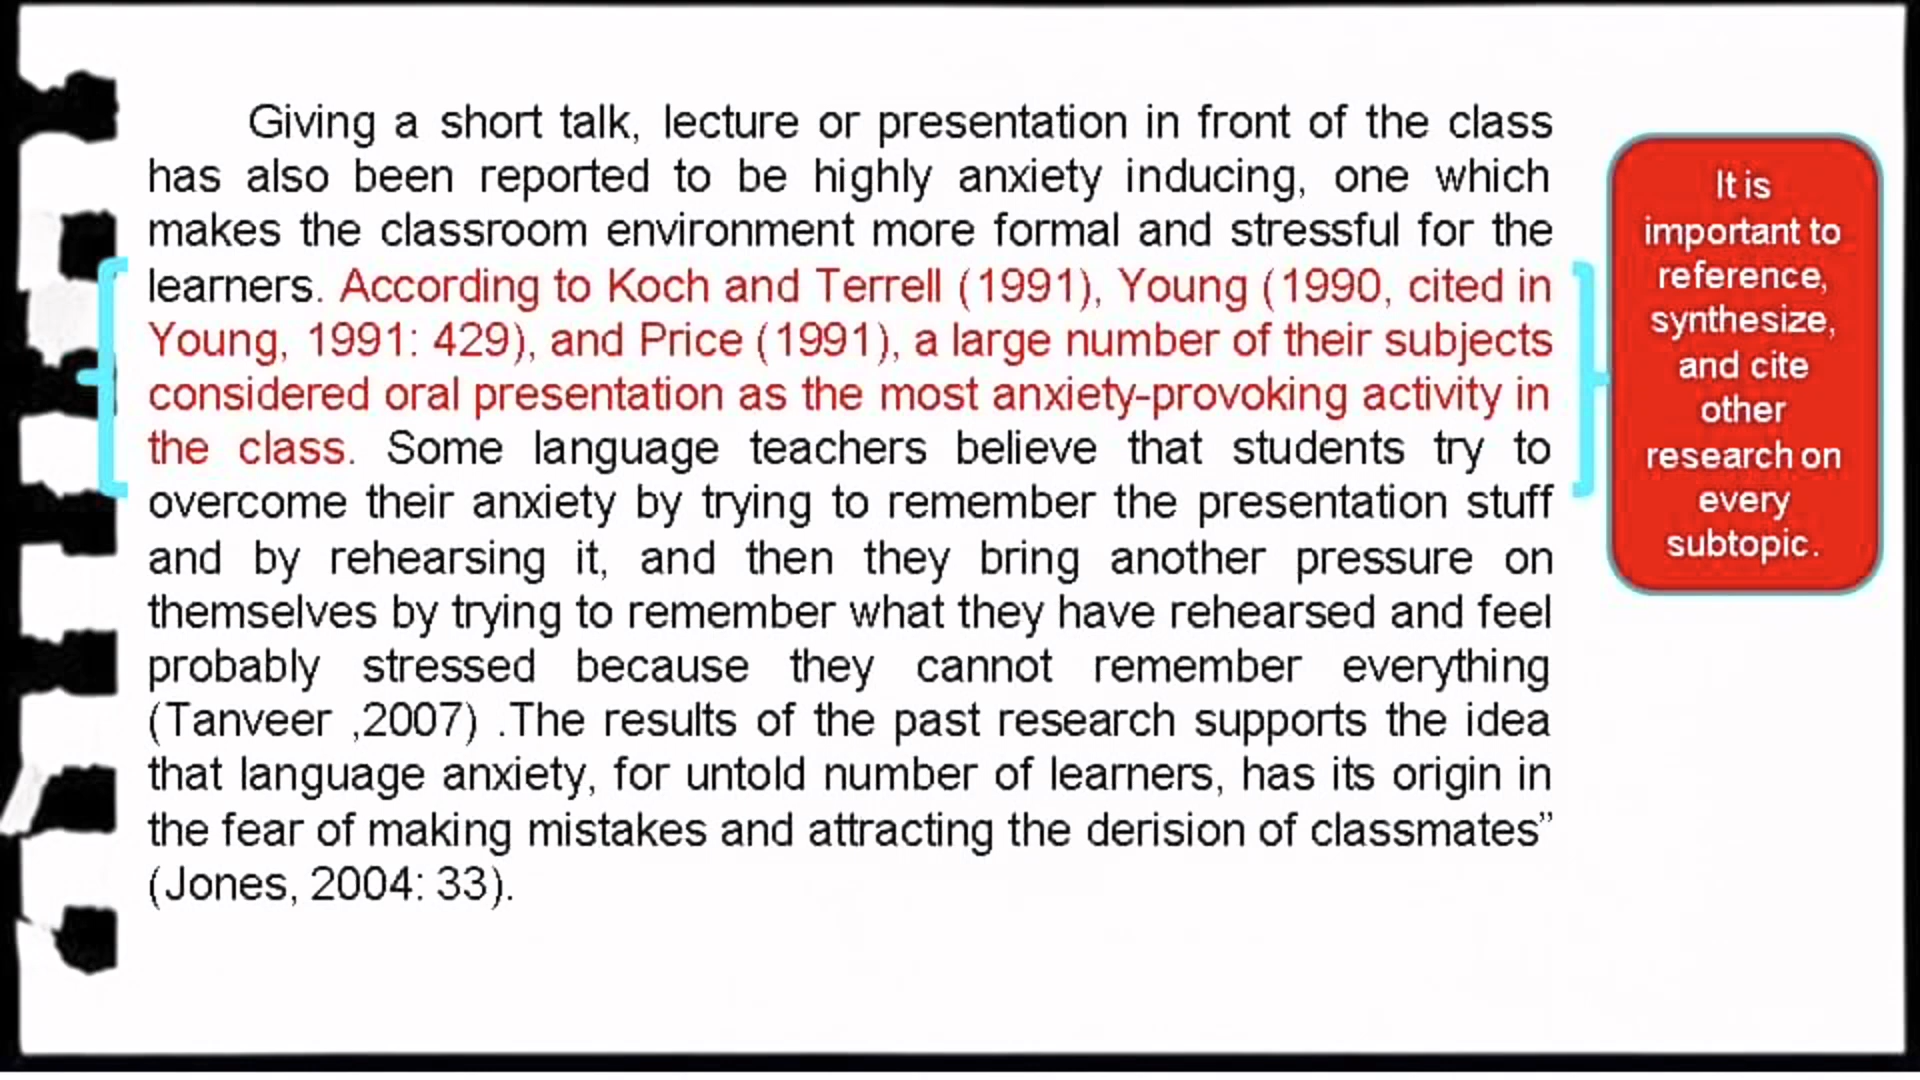 Giving a short talk, lecture or presentation in front of the class
has also been reported to be highly anxiety inducing, one which
makes the classroom environment more formal and stressful for the
learners. According to Koch and Terrell (1991), Young (1990, cited in
Young, 1991: 429), and Price (1991), a large number of their subjects
considered oral presentation as the most anxiety-provoking activity in
the class. Some language teachers believe that students try to
overcome their anxiety by trying to remember the presentation stuff
and by rehearsing it, and then they bring another pressure on
themselves by trying to remember what they have rehearsed and feel
probably stressed because they cannot remember everything
(Tanveer ,2007) .The results of the past research supports the idea
that language anxiety, for untold number of learners, has its origin in
the fear of making mistakes and attracting the derision of classmates”
(Jones, 2004: 33).
It is
important to
reference,
synthesize,
and cite
other
research on
every
subtopic.